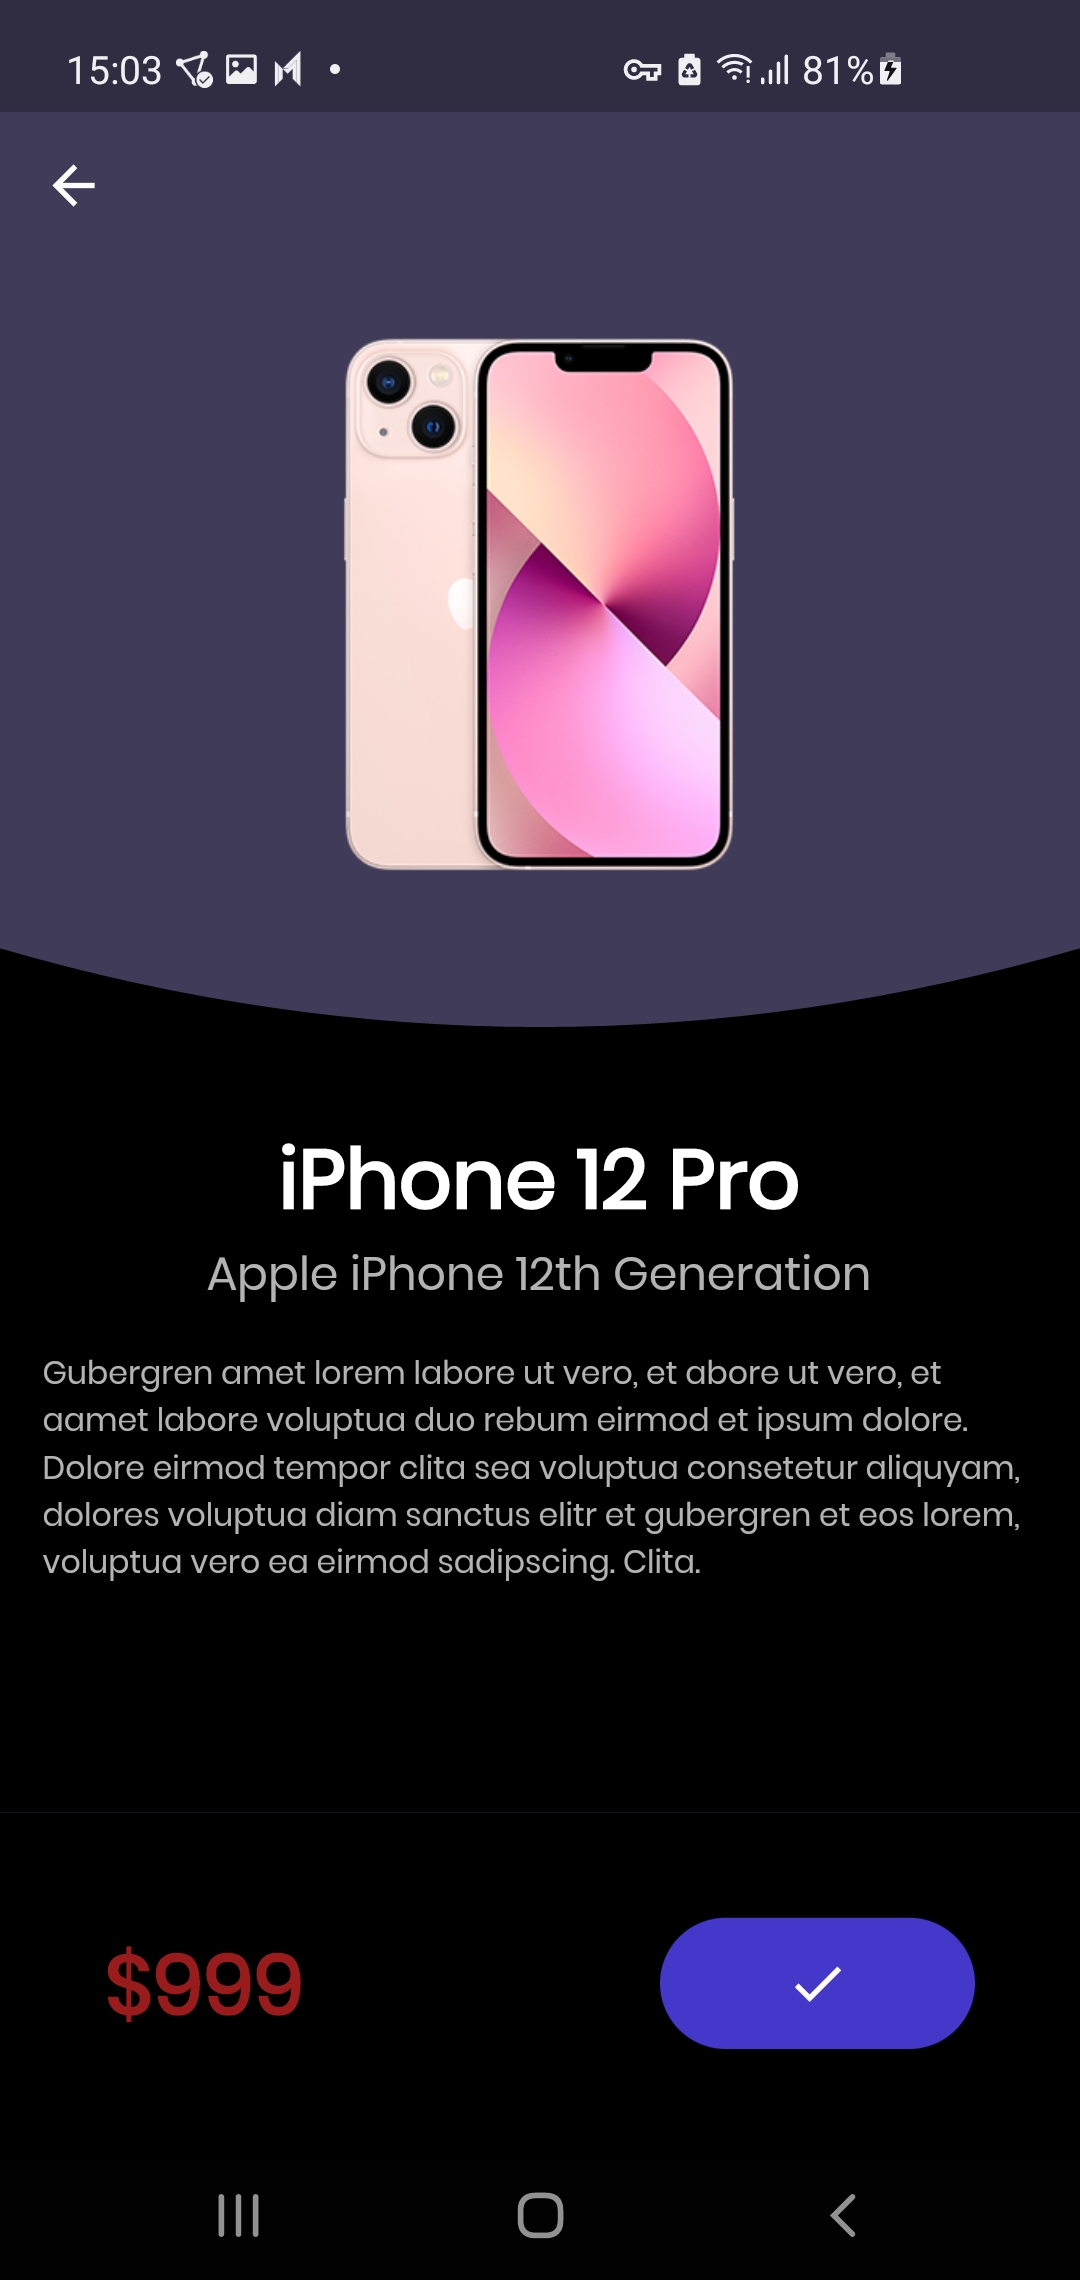 15:03
81%
iPhone 12 Pro
Apple iPhone 12th Generation
Gubergren amet lorem labore ut vero, et abore ut vero, et
aamet labore voluptua duo rebum eirmod et ipsum dolore.
Dolore eirmod tempor clita sea voluptua consetetur aliquyam,
dolores voluptua diam sanctus elitr et gubergren et eos lorem,
voluptua vero ea eirmod sadipscing. Clita.
$999